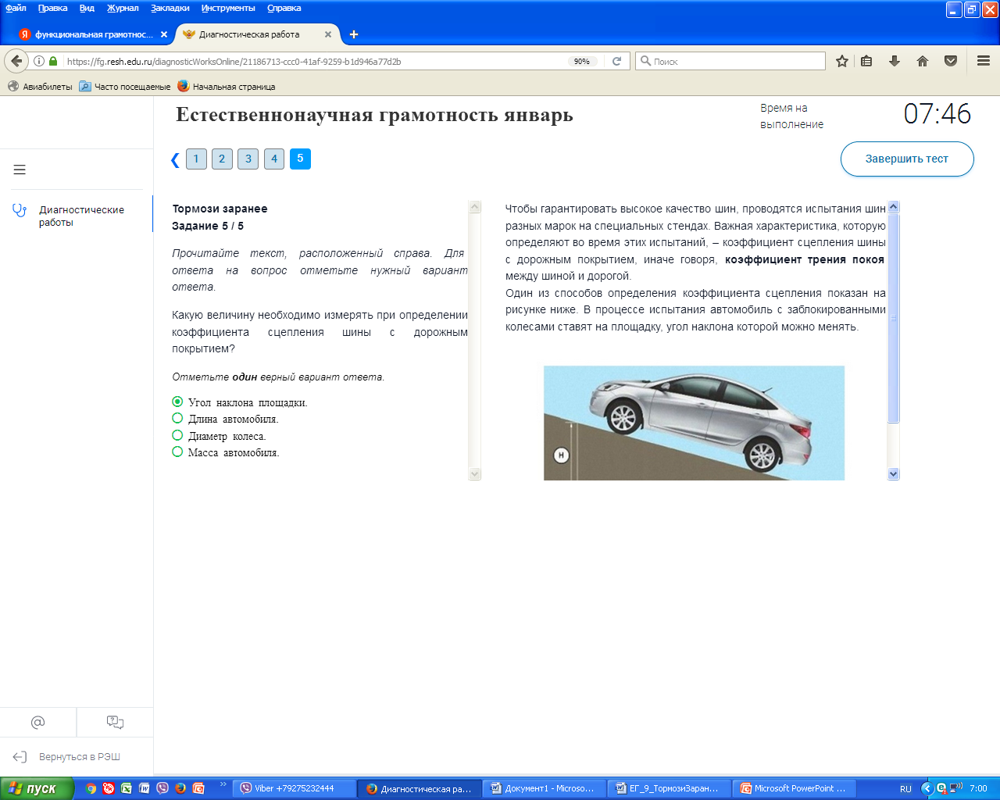 Файл Правка Вид Журнал Закладки Инструменты Справка
Я функциональная грамотнос... Диагностическая работа
https://fg.resh.edu.ru/diagnosticWorksOnline/21186713-ccc0-41af-9259-b1d946a77d2b 90% Поиск
Авиабилеты Часто посещаемые Начальная страница
Естественнонаучная грамотность январь
Время на
выполнение
07:46
1 2 3 4 5
Завершить тест
Диагностические
работы
Тормози заранее
Задание 5 / 5
Прочитайте текст, расположенный справа. Для
ответа на вопрос отметьте нужный вариант
ответа.
Какую величину необходимо измерять при определении
коэффициента сцепления шины с дорожным
покрытием?
Отметьте один верный вариант ответа.
Угол наклона площадки.
Длина автомобиля.
Диаметр колеса.
Масса автомобиля.
Чтобы гарантировать высокое качество шин, проводятся испытания шин
разных марок на специальных стендах. Важная характеристика, которую
определяют во время этих испытаний, – коэффициент сцепления шины
с дорожным покрытием, иначе говоря, коэффициент трения покоя
между шиной и дорогой.
Один из способов определения коэффициента сцепления показан на
рисунке ниже. В процессе испытания автомобиль с заблокированными
колесами ставят на площадку, угол наклона которой можно менять.
H
Вернуться в РЭШ
пуск
Viber +79275232444
Диагностическая ра...
Документ1 - Microso...
ЕГ_9_ТормозиЗаран...
Microsoft PowerPoint ...
RU
7:00